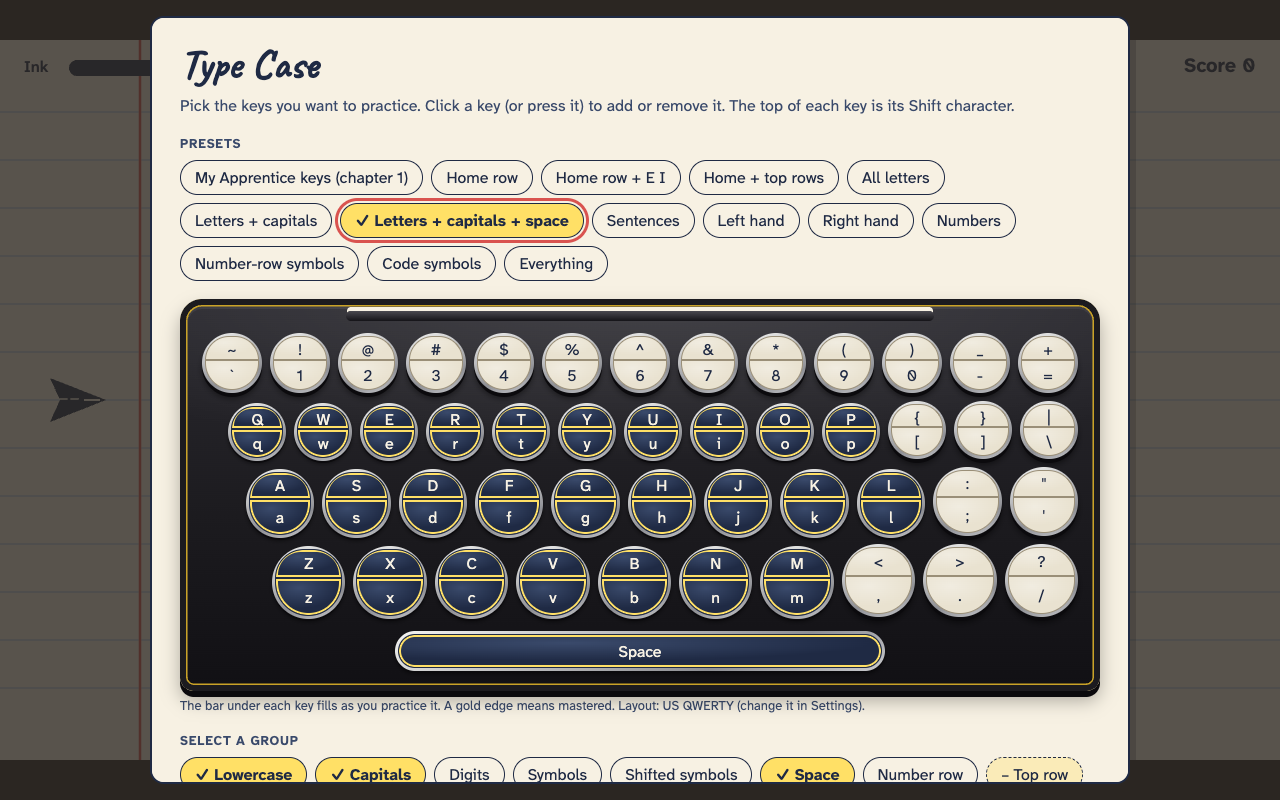 Ink
Score 0
Type Case
Pick the keys you want to practice. Click a key (or press it) to add or remove it. The top of each key is its Shift character.
PRESETS
My Apprentice keys (chapter 1) Home row Home row + E I Home + top rows All letters
Letters + capitals ✓ Letters + capitals + space Sentences Left hand Right hand Numbers
Number-row symbols Code symbols Everything
~ ! @ # $ % ^ & * ( ) _ +
` 1 2 3 4 5 6 7 8 9 0 - =
Q W E R T Y U I O P { } |
q w e r t y u i o p [ ] \
A S D F G H J K L : "
a s d f g h j k l ; '
Z X C V B N M < > ?
z x c v b n m , . /
Space
The bar under each key fills as you practice it. A gold edge means mastered. Layout: US QWERTY (change it in Settings).
SELECT A GROUP
✓ Lowercase ✓ Capitals Digits Symbols Shifted symbols ✓ Space Number row – Top row